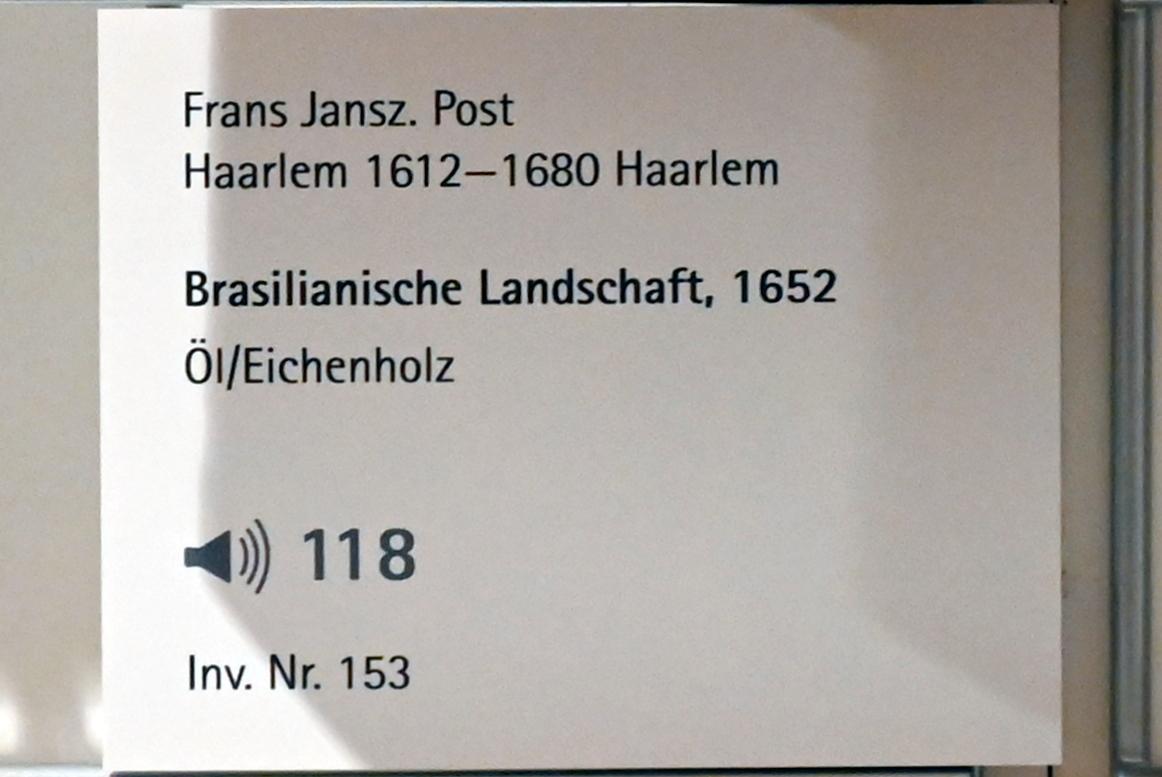 Frans Jansz. Post
Haarlem 1612–1680 Haarlem
Brasilianische Landschaft, 1652
Öl/Eichenholz
118
Inv. Nr. 153